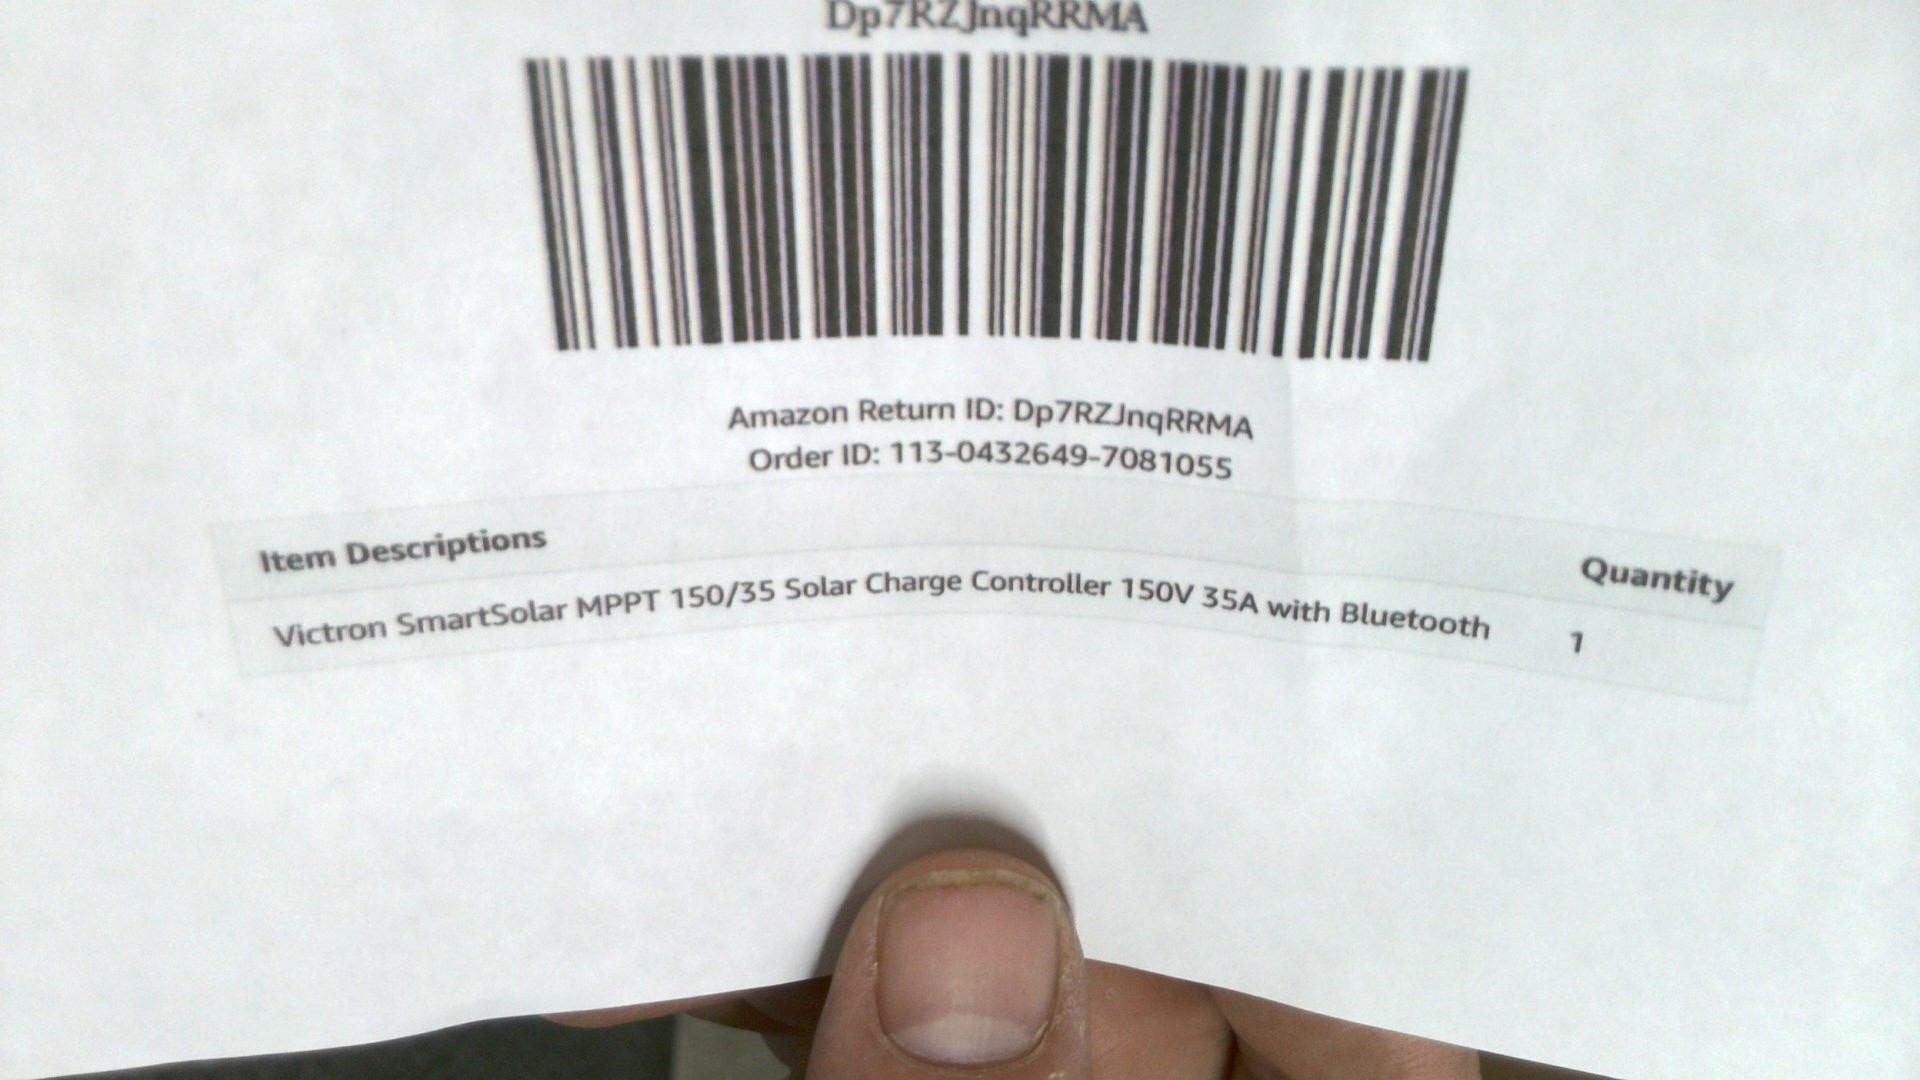 Dp7RZJnqRRMA
Amazon Return ID: Dp7RZJnqRRMA
Order ID: 113-0432649-7081055
Item Descriptions Quantity
Victron SmartSolar MPPT 150/35 Solar Charge Controller 150V 35A with Bluetooth 1